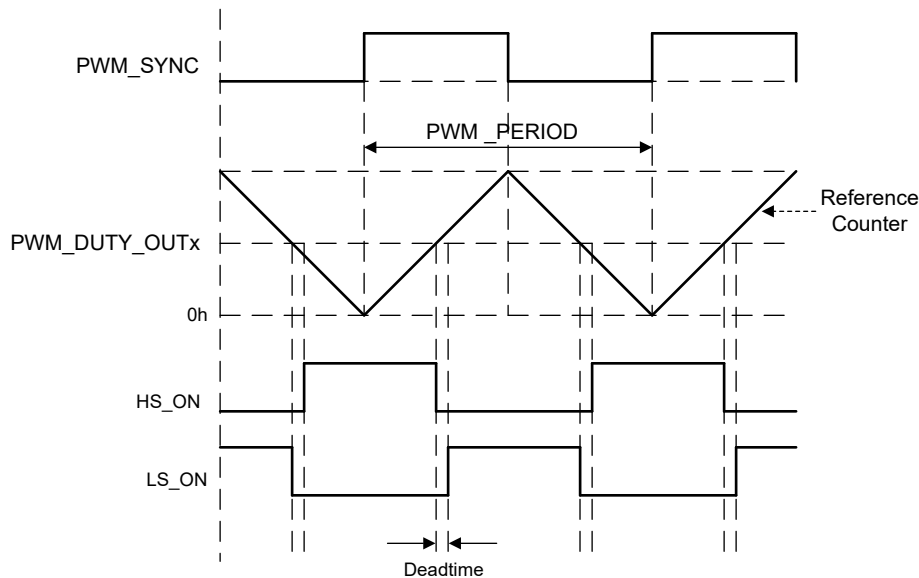 PWM_SYNC
PWM _PERIOD
Reference
Counter
PWM_DUTY_OUTx
0h
HS_ON
LS_ON
Deadtime